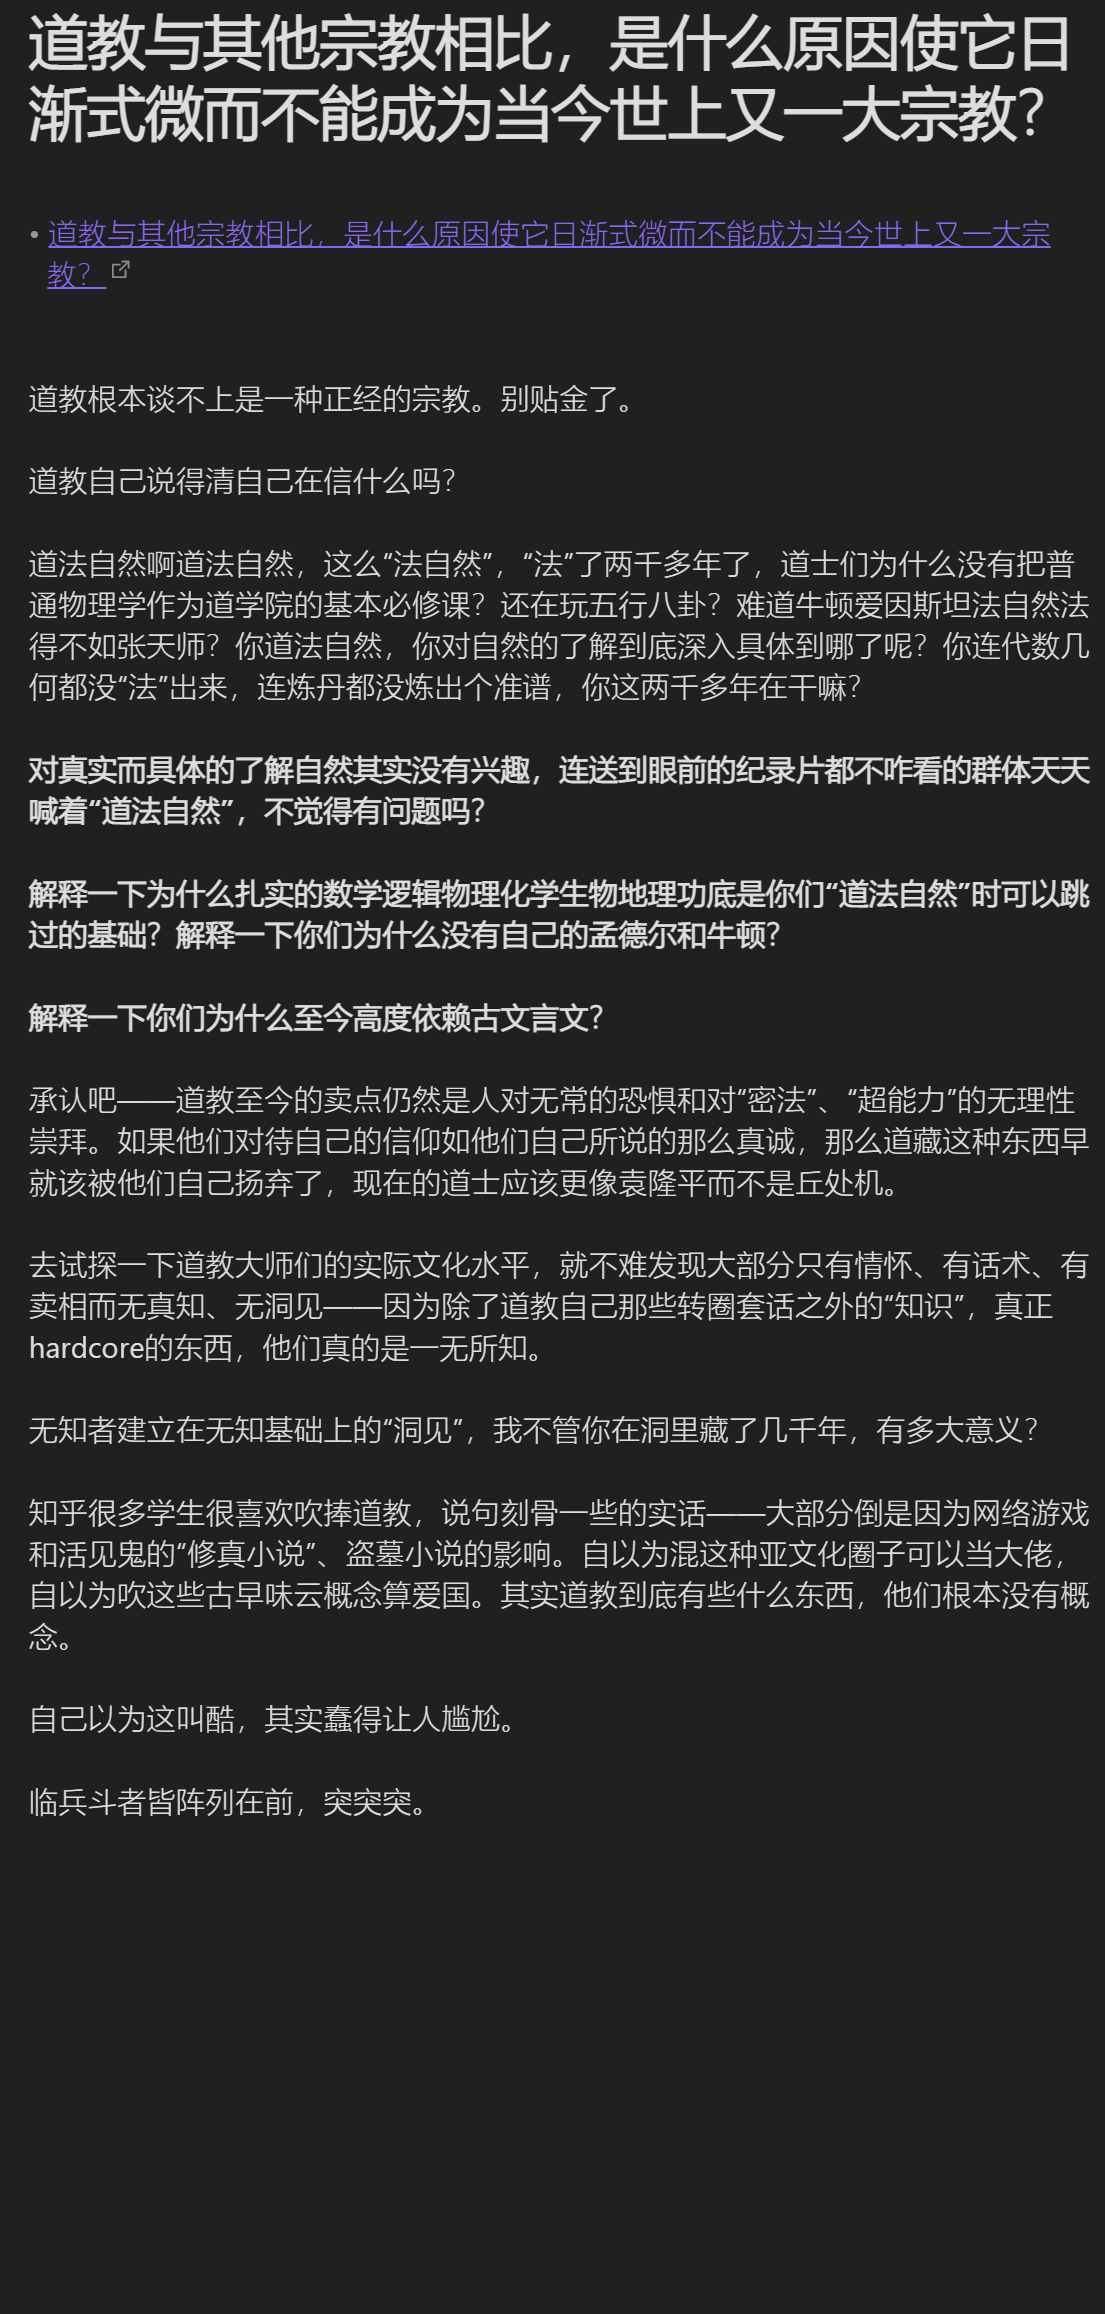 道教与其他宗教相比，是什么原因使它日
渐式微而不能成为当今世上又一大宗教？
• 道教与其他宗教相比，是什么原因使它日渐式微而不能成为当今世上又一大宗
教？
道教根本谈不上是一种正经的宗教。别贴金了。
道教自己说得清自己在信什么吗？
道法自然啊道法自然，这么“法自然”，“法”了两千多年了，道士们为什么没有把普
通物理学作为道学院的基本必修课？还在玩五行八卦？难道牛顿爱因斯坦法自然法
得不如张天师？你道法自然，你对自然的了解到底深入具体到哪了呢？你连代数几
何都没“法”出来，连炼丹都没炼出个准谱，你这两千多年在干嘛？
对真实而具体的了解自然其实没有兴趣，连送到眼前的纪录片都不咋看的群体天天
喊着“道法自然”，不觉得有问题吗？
解释一下为什么扎实的数学逻辑物理化学生物地理功底是你们“道法自然”时可以跳
过的基础？解释一下你们为什么没有自己的孟德尔和牛顿？
解释一下你们为什么至今高度依赖古文言文？
承认吧——道教至今的卖点仍然是人对无常的恐惧和对“密法”、“超能力”的无理性
崇拜。如果他们对待自己的信仰如他们自己所说的那么真诚，那么道藏这种东西早
就该被他们自己扬弃了，现在的道士应该更像袁隆平而不是丘处机。
去试探一下道教大师们的实际文化水平，就不难发现大部分只有情怀、有话术、有
卖相而无真知、无洞见——因为除了道教自己那些转圈套话之外的“知识”，真正
hardcore的东西，他们真的是一无所知。
无知者建立在无知基础上的“洞见”，我不管你在洞里藏了几千年，有多大意义？
知乎很多学生很喜欢吹捧道教，说句刻骨一些的实话——大部分倒是因为网络游戏
和活见鬼的“修真小说”、盗墓小说的影响。自以为混这种亚文化圈子可以当大佬，
自以为吹这些古早味云概念算爱国。其实道教到底有些什么东西，他们根本没有概
念。
自己以为这叫酷，其实蠢得让人尴尬。
临兵斗者皆阵列在前，突突突。